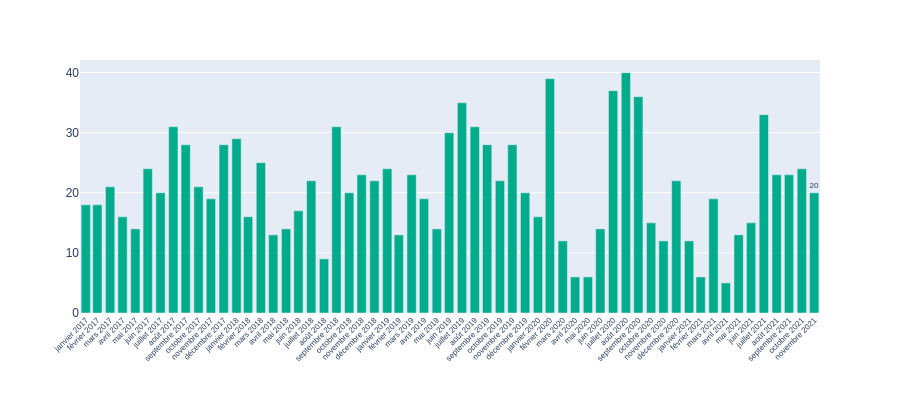 40
30
20
10
0
20
janvier 2017
février 2017
mars 2017
avril 2017
mai 2017
juin 2017
juillet 2017
août 2017
septembre 2017
octobre 2017
novembre 2017
décembre 2017
janvier 2018
février 2018
mars 2018
avril 2018
mai 2018
juin 2018
juillet 2018
août 2018
septembre 2018
octobre 2018
novembre 2018
décembre 2018
janvier 2019
février 2019
mars 2019
avril 2019
mai 2019
juin 2019
juillet 2019
août 2019
septembre 2019
octobre 2019
novembre 2019
décembre 2019
janvier 2020
février 2020
mars 2020
avril 2020
mai 2020
juin 2020
juillet 2020
août 2020
septembre 2020
octobre 2020
novembre 2020
décembre 2020
janvier 2021
février 2021
mars 2021
avril 2021
mai 2021
juin 2021
juillet 2021
août 2021
septembre 2021
octobre 2021
novembre 2021